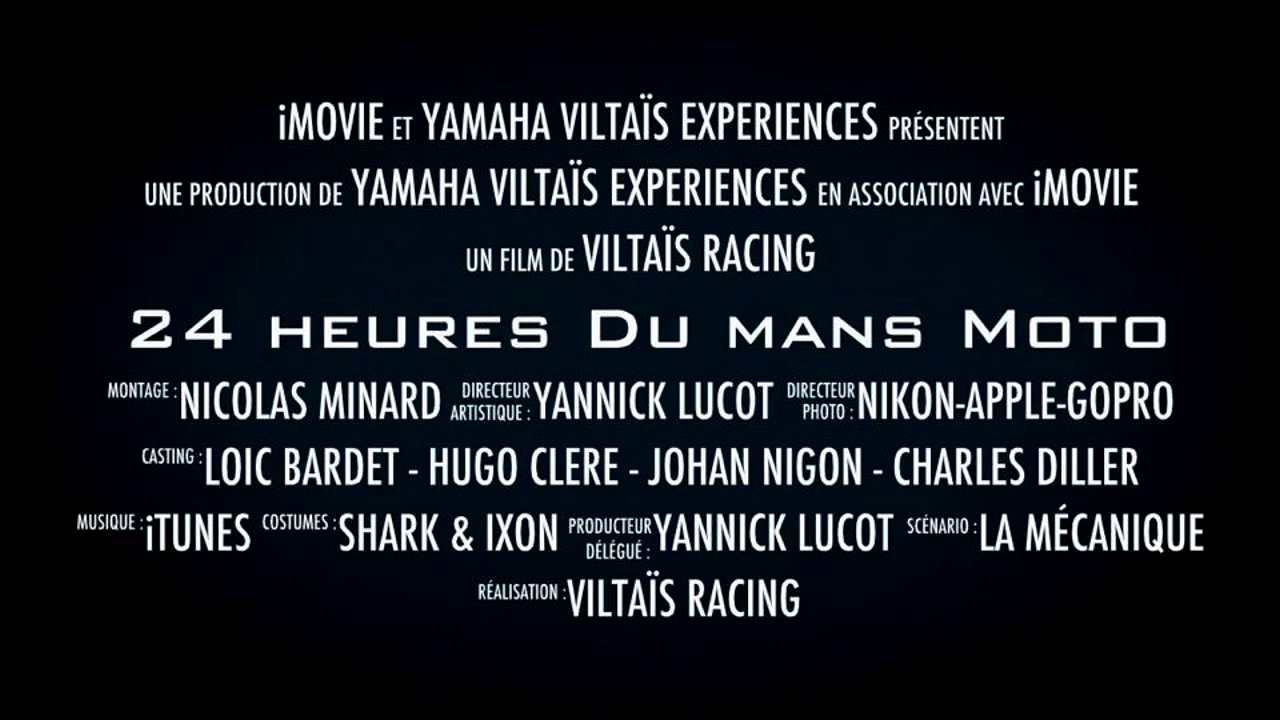 iMOVIE ET YAMAHA VILTAÏS EXPERIENCES PRÉSENTENT
UNE PRODUCTION DE YAMAHA VILTAÏS EXPERIENCES EN ASSOCIATION AVEC iMOVIE
UN FILM DE VILTAÏS RACING
24 HEURES DU MANS MOTO
MONTAGE : NICOLAS MINARD DIRECTEUR ARTISTIQUE : YANNICK LUCOT DIRECTEUR PHOTO : NIKON-APPLE-GOPRO
CASTING : LOIC BARDET - HUGO CLERE - JOHAN NIGON - CHARLES DILLER
MUSIQUE : iTUNES COSTUMES : SHARK & IXON PRODUCTEUR DÉLÉGUÉ : YANNICK LUCOT SCÉNARIO : LA MÉCANIQUE
RÉALISATION : VILTAÏS RACING